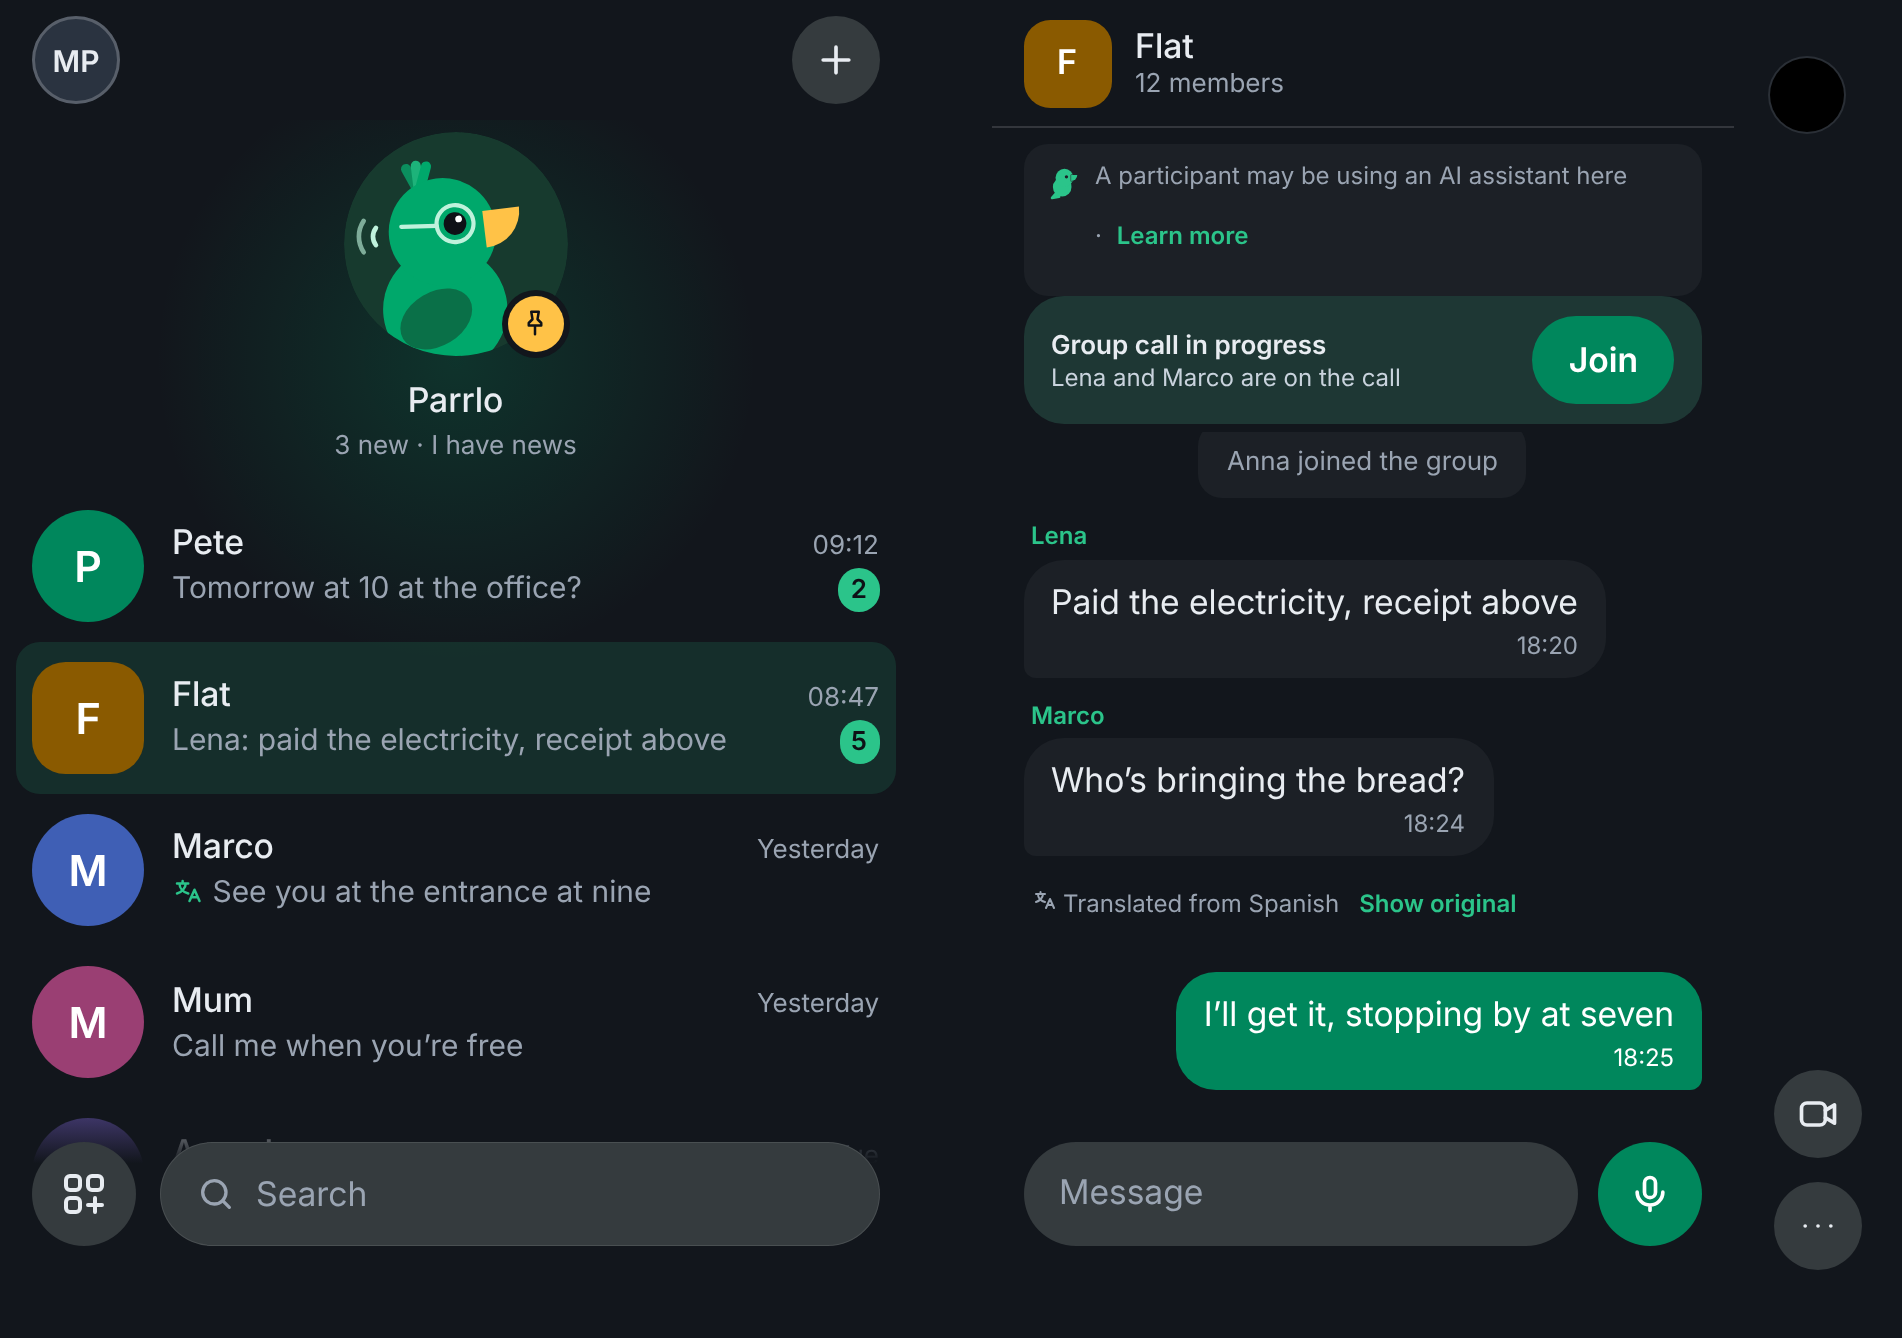 MP
Parrlo
3 new · I have news
P
Pete
09:12
Tomorrow at 10 at the office?
2
F
Flat
08:47
Lena: paid the electricity, receipt above
5
M
Marco
Yesterday
See you at the entrance at nine
M
Mum
Yesterday
Call me when you’re free
Search
F
Flat
12 members
A participant may be using an AI assistant here
· Learn more
Group call in progress
Lena and Marco are on the call
Join
Anna joined the group
Lena
Paid the electricity, receipt above
18:20
Marco
Who’s bringing the bread?
18:24
Translated from Spanish Show original
I’ll get it, stopping by at seven
18:25
Message